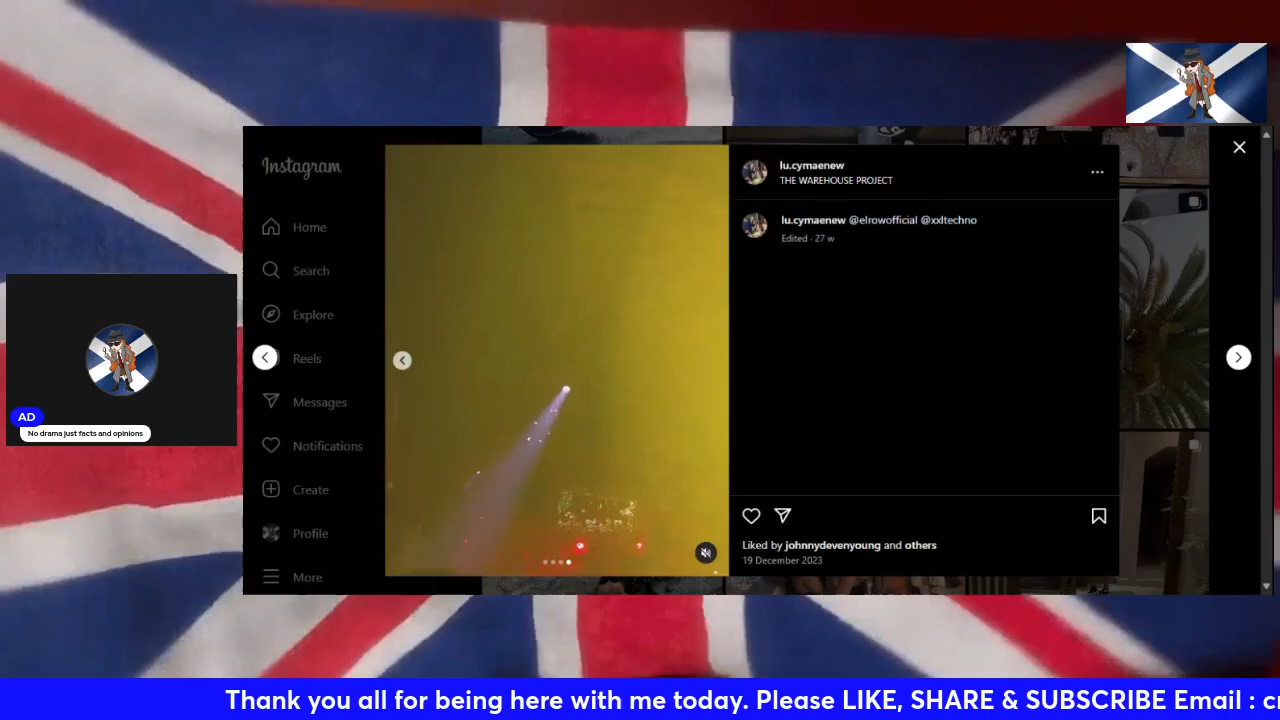 Instagram
Home
Search
Explore
Reels
Messages
Notifications
Create
Profile
More
lu.cymaenew
THE WAREHOUSE PROJECT
lu.cymaenew @elrowofficial @xxltechno
Edited · 27 w
Liked by johnnydevenyoung and others
19 December 2023
AD
No drama just facts and opinions
Thank you all for being here with me today. Please LIKE, SHARE & SUBSCRIBE Email :